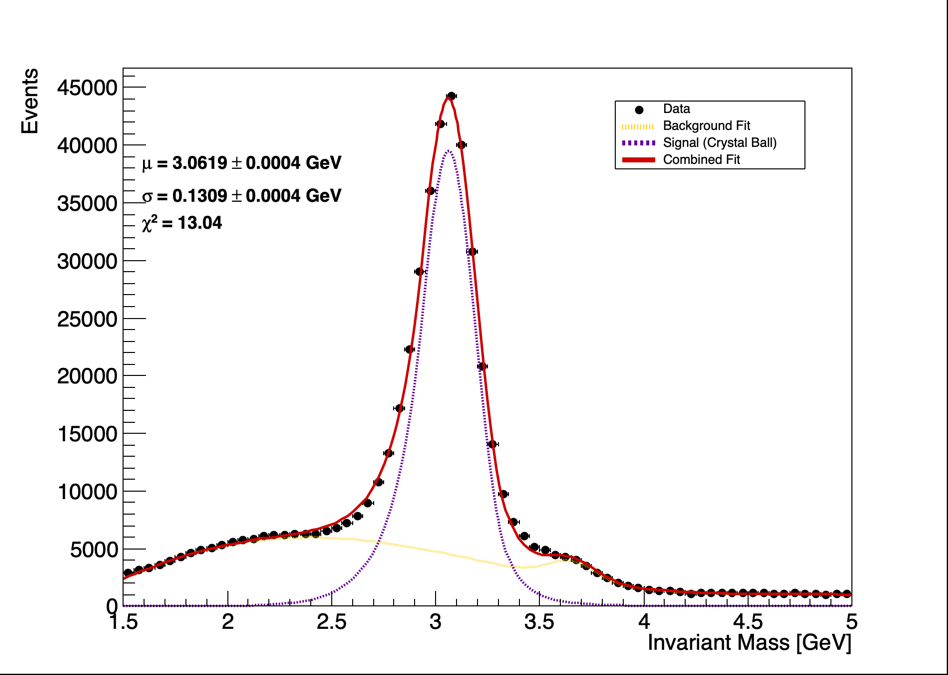 Events
45000
40000
35000
30000
25000
20000
15000
10000
5000
0
μ = 3.0619 ± 0.0004 GeV
σ = 0.1309 ± 0.0004 GeV
χ² = 13.04
Data
Background Fit
Signal (Crystal Ball)
Combined Fit
1.5 2 2.5 3 3.5 4 4.5 5
Invariant Mass [GeV]